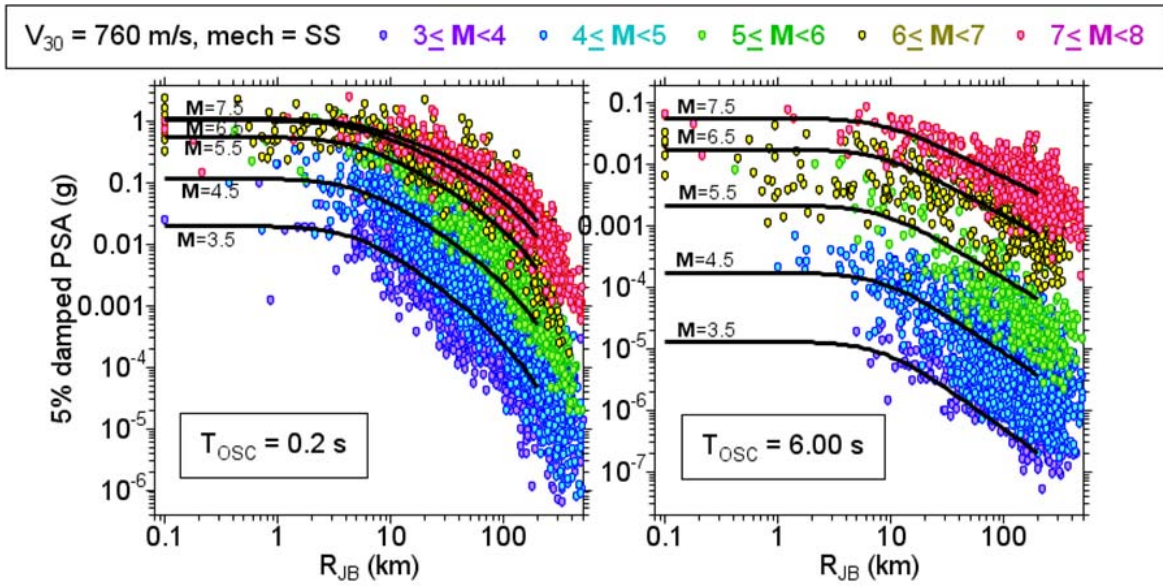 V30 = 760 m/s, mech = SS 3≤ M<4 4≤ M<5 5≤ M<6 6≤ M<7 7≤ M<8
5% damped PSA (g)
1
0.1
0.01
0.001
10-4
10-5
10-6
M=7.5
M=5.5
M=4.5
M=3.5
TOSC = 0.2 s
0.1 1 10 100
RJB (km)
0.1
0.01
0.001
10-4
10-5
10-6
10-7
M=7.5
M=6.5
M=5.5
M=4.5
M=3.5
TOSC = 6.00 s
0.1 1 10 100
RJB (km)